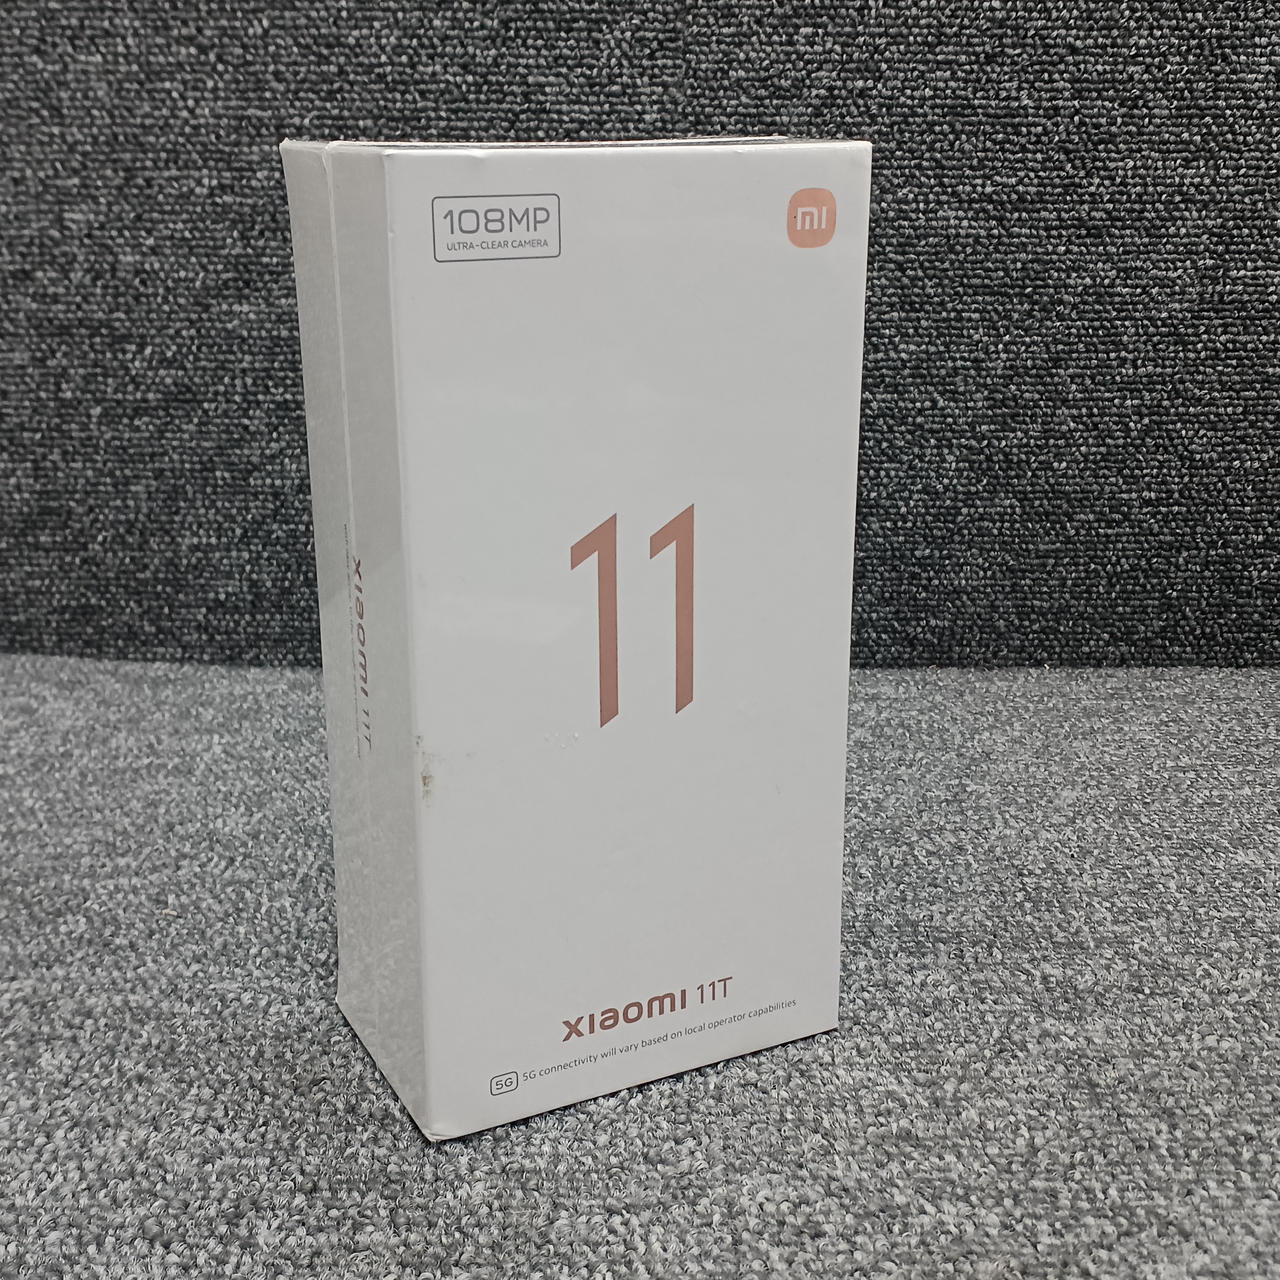 108MP
ULTRA-CLEAR CAMERA
mi
11
xiaomi 11T
5G 5G connectivity will vary based on local operator capabilities
xiaomi 11T